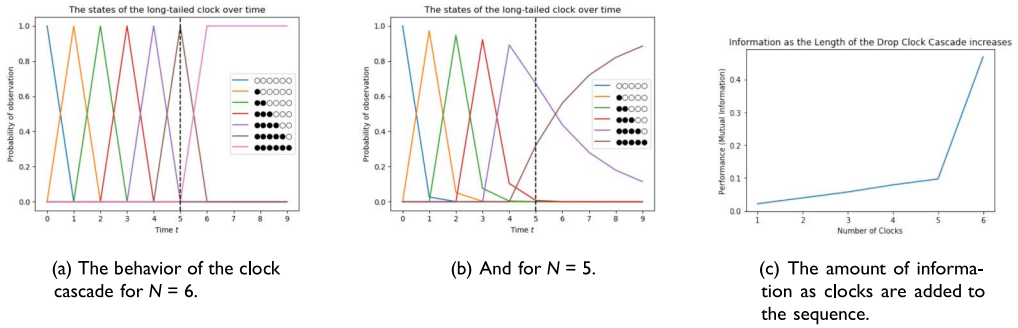 The states of the long-tailed clock over time
1.0
0.8
0.6
0.4
0.2
0.0
Probability of observation
0 1 2 3 4 5 6 7 8 9
Time t
(a) The behavior of the clock
cascade for N = 6.
The states of the long-tailed clock over time
1.0
0.8
0.6
0.4
0.2
0.0
Probability of observation
0 1 2 3 4 5 6 7 8 9
Time t
(b) And for N = 5.
Information as the Length of the Drop Clock Cascade increases
0.4
0.3
0.2
0.1
0.0
Performance (Mutual Information)
1 2 3 4 5 6
Number of Clocks
(c) The amount of informa-
tion as clocks are added to
the sequence.